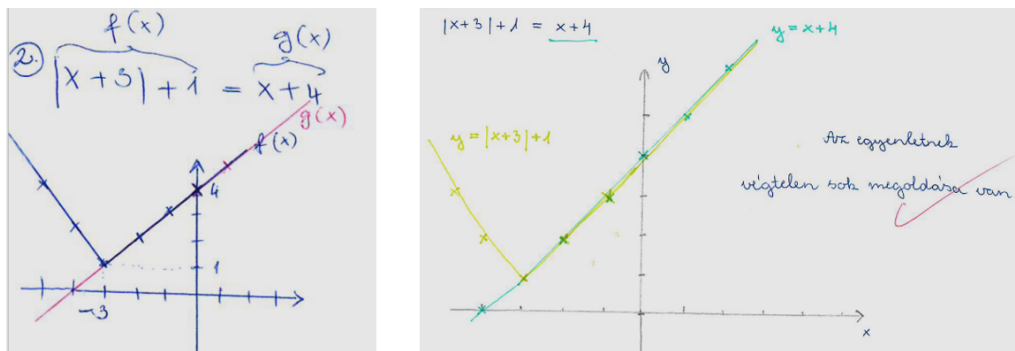 f(x)
g(x)
2. |x+3|+1 = x+4
g(x)
f(x)
4
1
-3
|x+3|+1 = x+4
y = x+4
y
y = |x+3|+1
Az egyenletnek
végtelen sok megoldása van
x